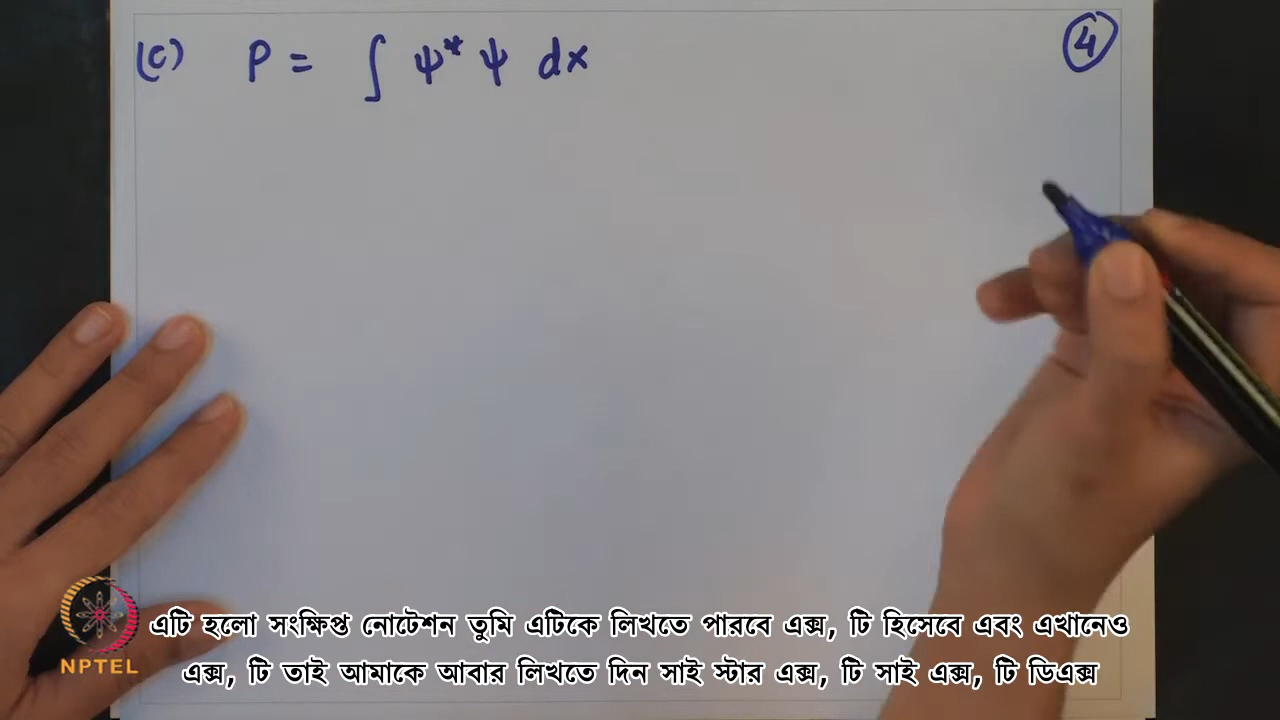 (c) P = ∫ ψ* ψ dx
4
এটি হলো সংক্ষিপ্ত নোটেশন তুমি এটিকে লিখতে পারবে এক্স, টি হিসেবে এবং এখানেও
এক্স, টি তাই আমাকে আবার লিখতে দিন সাই স্টার এক্স, টি সাই এক্স, টি ডিএক্স
NPTEL